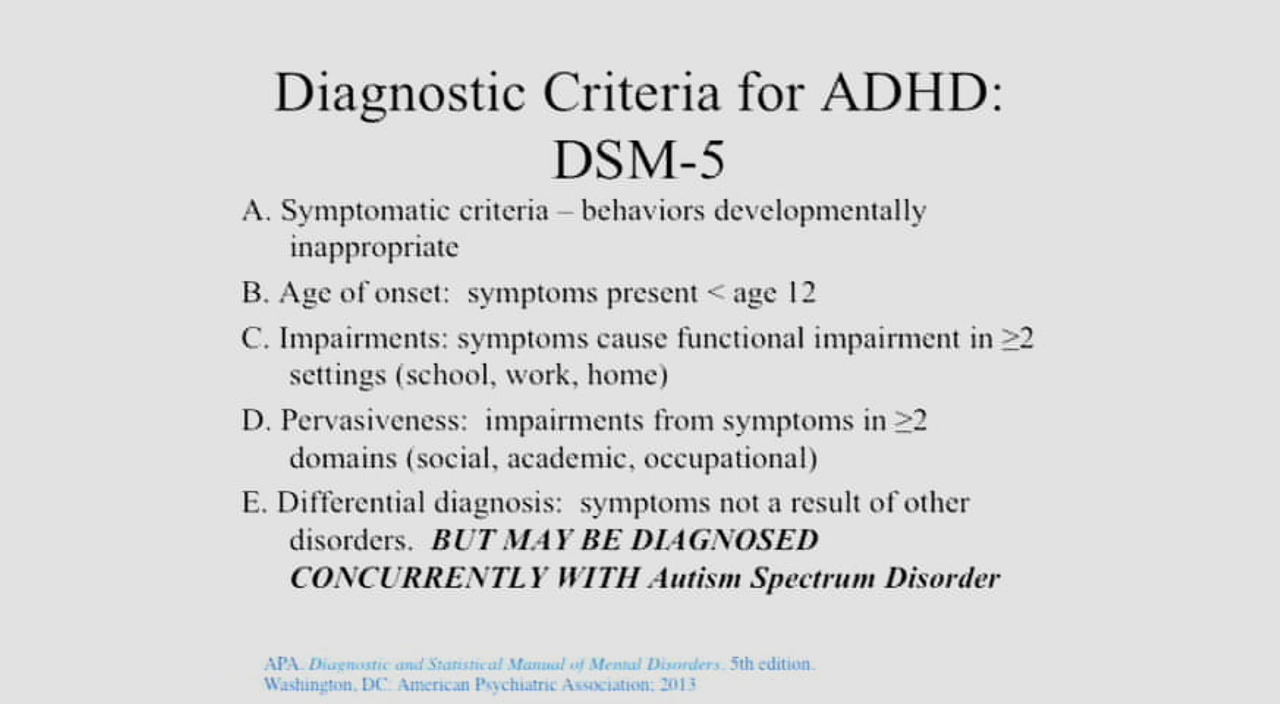 Diagnostic Criteria for ADHD:
DSM-5
A. Symptomatic criteria – behaviors developmentally
inappropriate
B. Age of onset: symptoms present < age 12
C. Impairments: symptoms cause functional impairment in ≥2
settings (school, work, home)
D. Pervasiveness: impairments from symptoms in ≥2
domains (social, academic, occupational)
E. Differential diagnosis: symptoms not a result of other
disorders. BUT MAY BE DIAGNOSED
CONCURRENTLY WITH Autism Spectrum Disorder
APA. Diagnostic and Statistical Manual of Mental Disorders. 5th edition.
Washington, DC: American Psychiatric Association; 2013